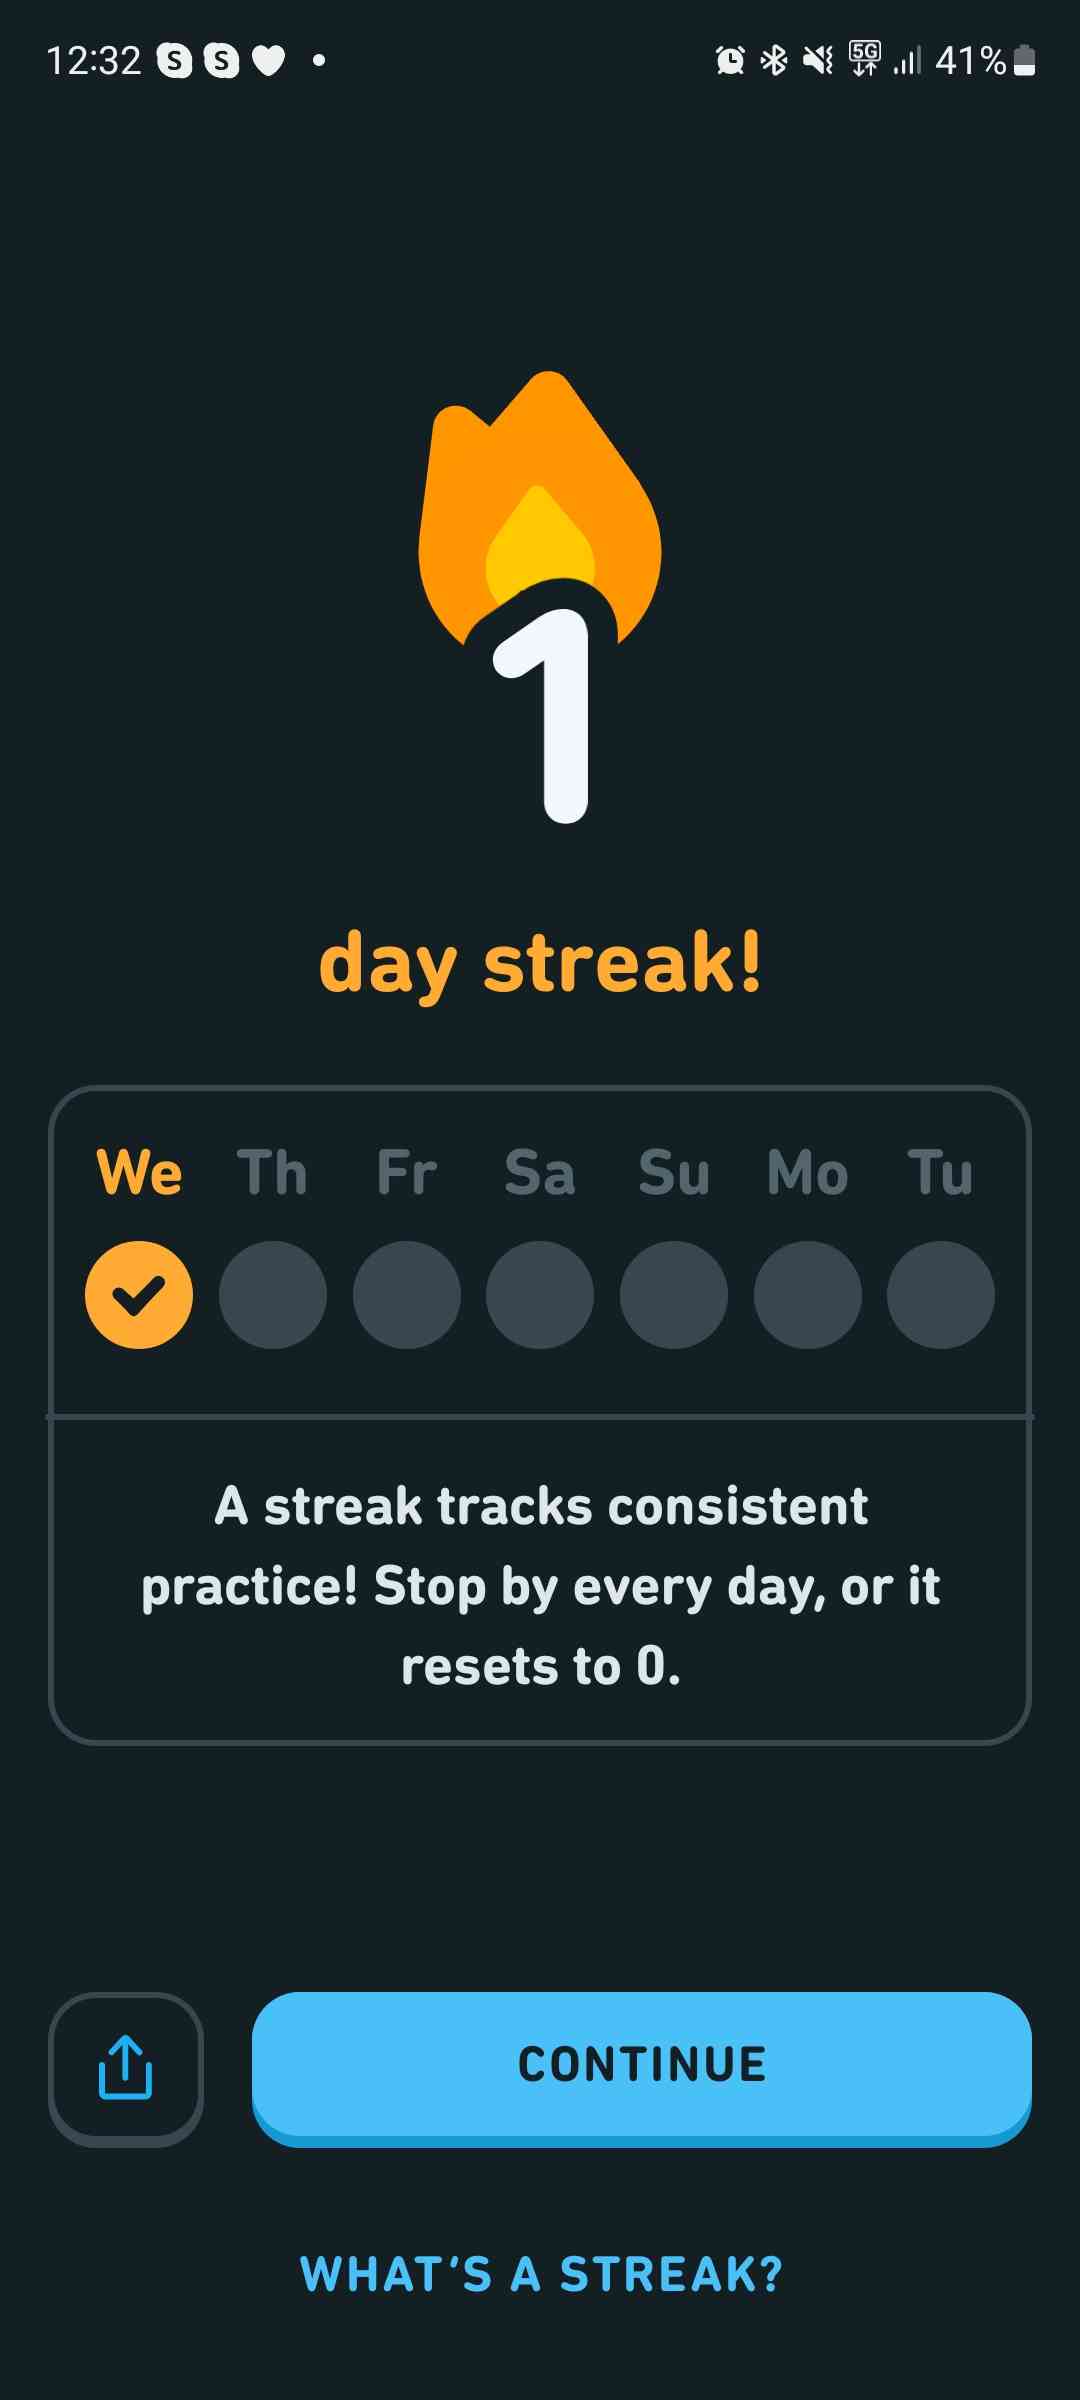 12:32 S S 5G 41%
1
day streak!
We Th Fr Sa Su Mo Tu
A streak tracks consistent
practice! Stop by every day, or it
resets to 0.
CONTINUE
WHAT'S A STREAK?